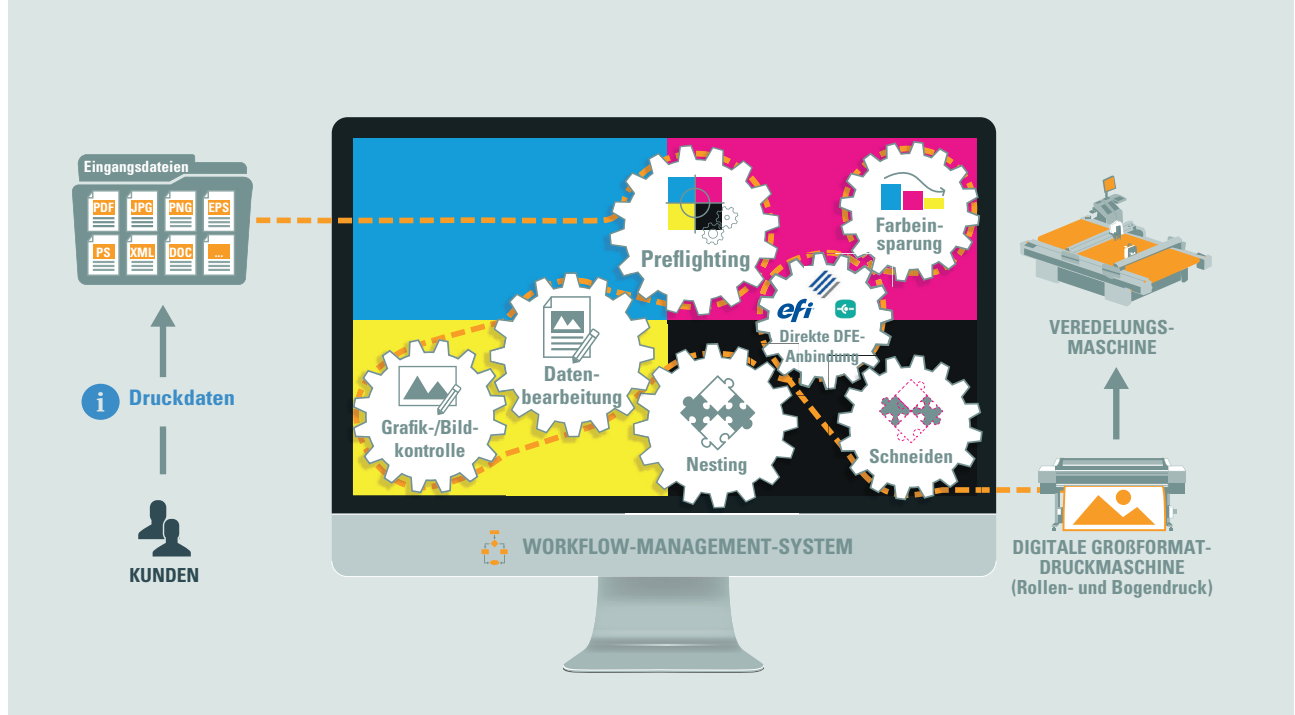 Eingangsdateien
PDF JPG PNG EPS
PS XML DOC ...
i Druckdaten
KUNDEN
Preflighting
Farbein-
sparung
efi
Direkte DFE-
Anbindung
Daten-
bearbeitung
Grafik-/Bild-
kontrolle
Nesting
Schneiden
WORKFLOW-MANAGEMENT-SYSTEM
VEREDELUNGS-
MASCHINE
DIGITALE GROßFORMAT-
DRUCKMASCHINE
(Rollen- und Bogendruck)